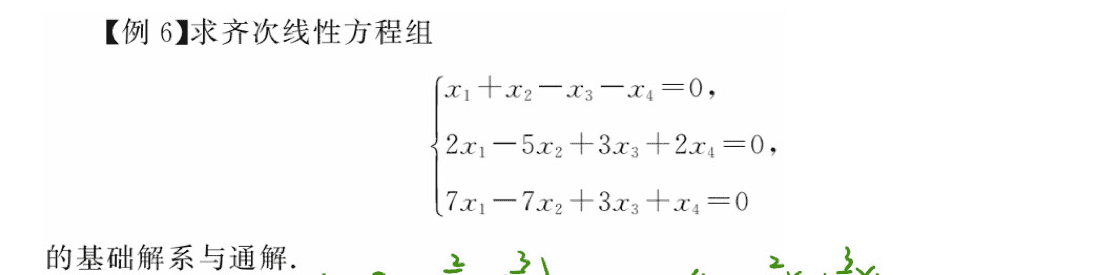 【例 6】求齐次线性方程组
x₁+x₂-x₃-x₄=0,
2x₁-5x₂+3x₃+2x₄=0,
7x₁-7x₂+3x₃+x₄=0
的基础解系与通解.